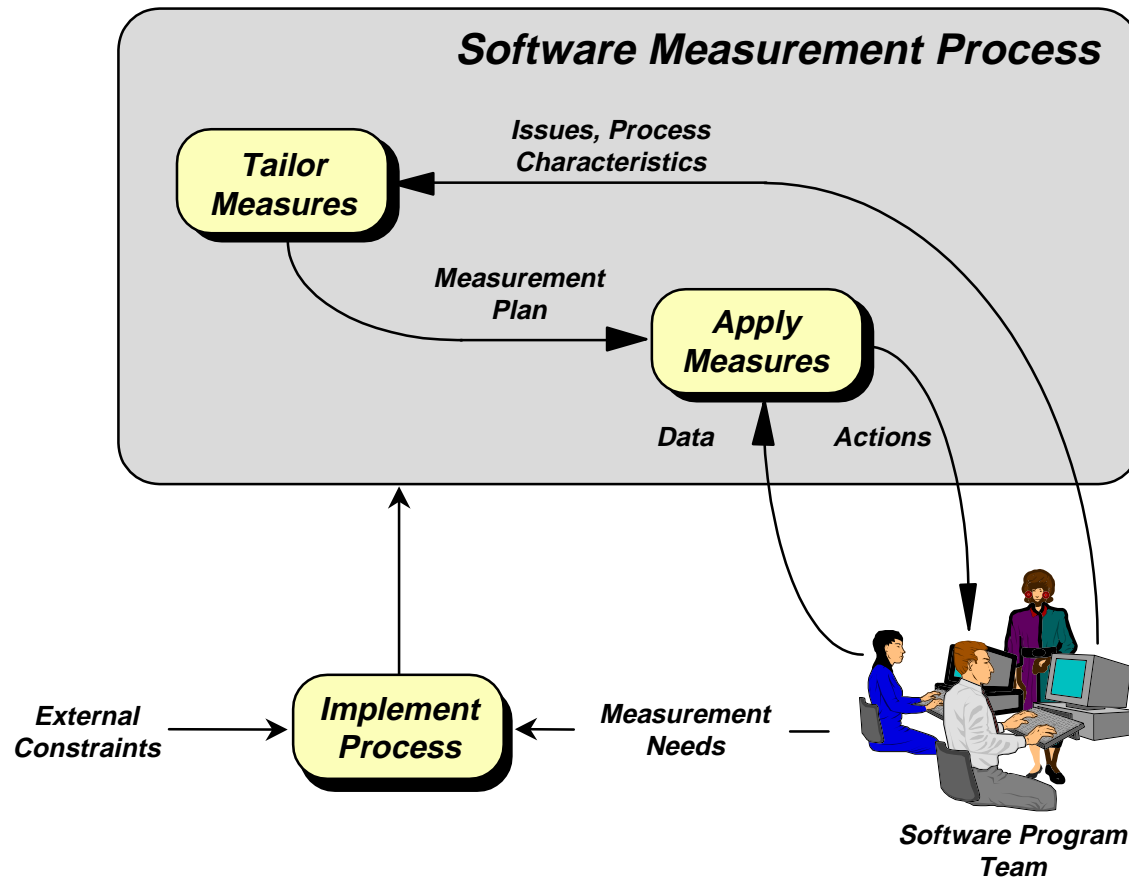 Software Measurement Process
Issues, Process
Characteristics
Tailor
Measures
Measurement
Plan
Apply
Measures
Data
Actions
External
Constraints
Implement
Process
Measurement
Needs
Software Program
Team